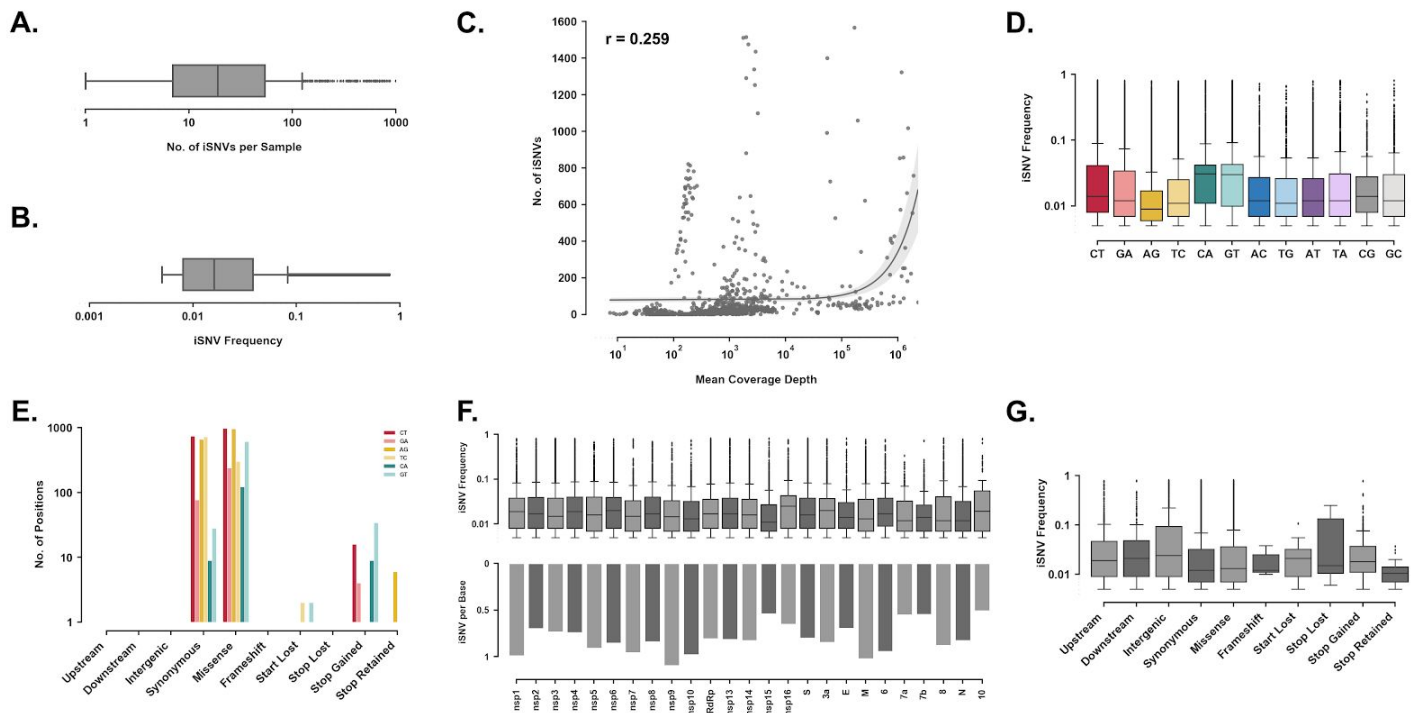 A.
1
10
100
1000
No. of iSNVs per Sample
B.
0.001
0.01
0.1
1
iSNV Frequency
C.
r = 0.259
1600
1400
1200
1000
800
600
400
200
0
No. of iSNVs
10¹ 10² 10³ 10⁴ 10⁵ 10⁶
Mean Coverage Depth
D.
1
0.1
0.01
iSNV Frequency
CT GA AG TC CA GT AC TG AT TA CG GC
E.
1000
100
10
1
No. of Positions
CT
GA
AG
TC
CA
GT
Upstream
Downstream
Intergenic
Synonymous
Missense
Frameshift
Start Lost
Stop Lost
Stop Gained
Stop Retained
F.
1
0.1
0.01
iSNV Frequency
0
0.5
1
iSNV per Base
nsp1
nsp2
nsp3
nsp4
nsp5
nsp6
nsp7
nsp8
nsp9
nsp10
RdRp
nsp13
nsp14
nsp15
nsp16
S
3a
E
M
6
7a
7b
8
N
10
G.
1
0.1
0.01
iSNV Frequency
Upstream
Downstream
Intergenic
Synonymous
Missense
Frameshift
Start Lost
Stop Lost
Stop Gained
Stop Retained